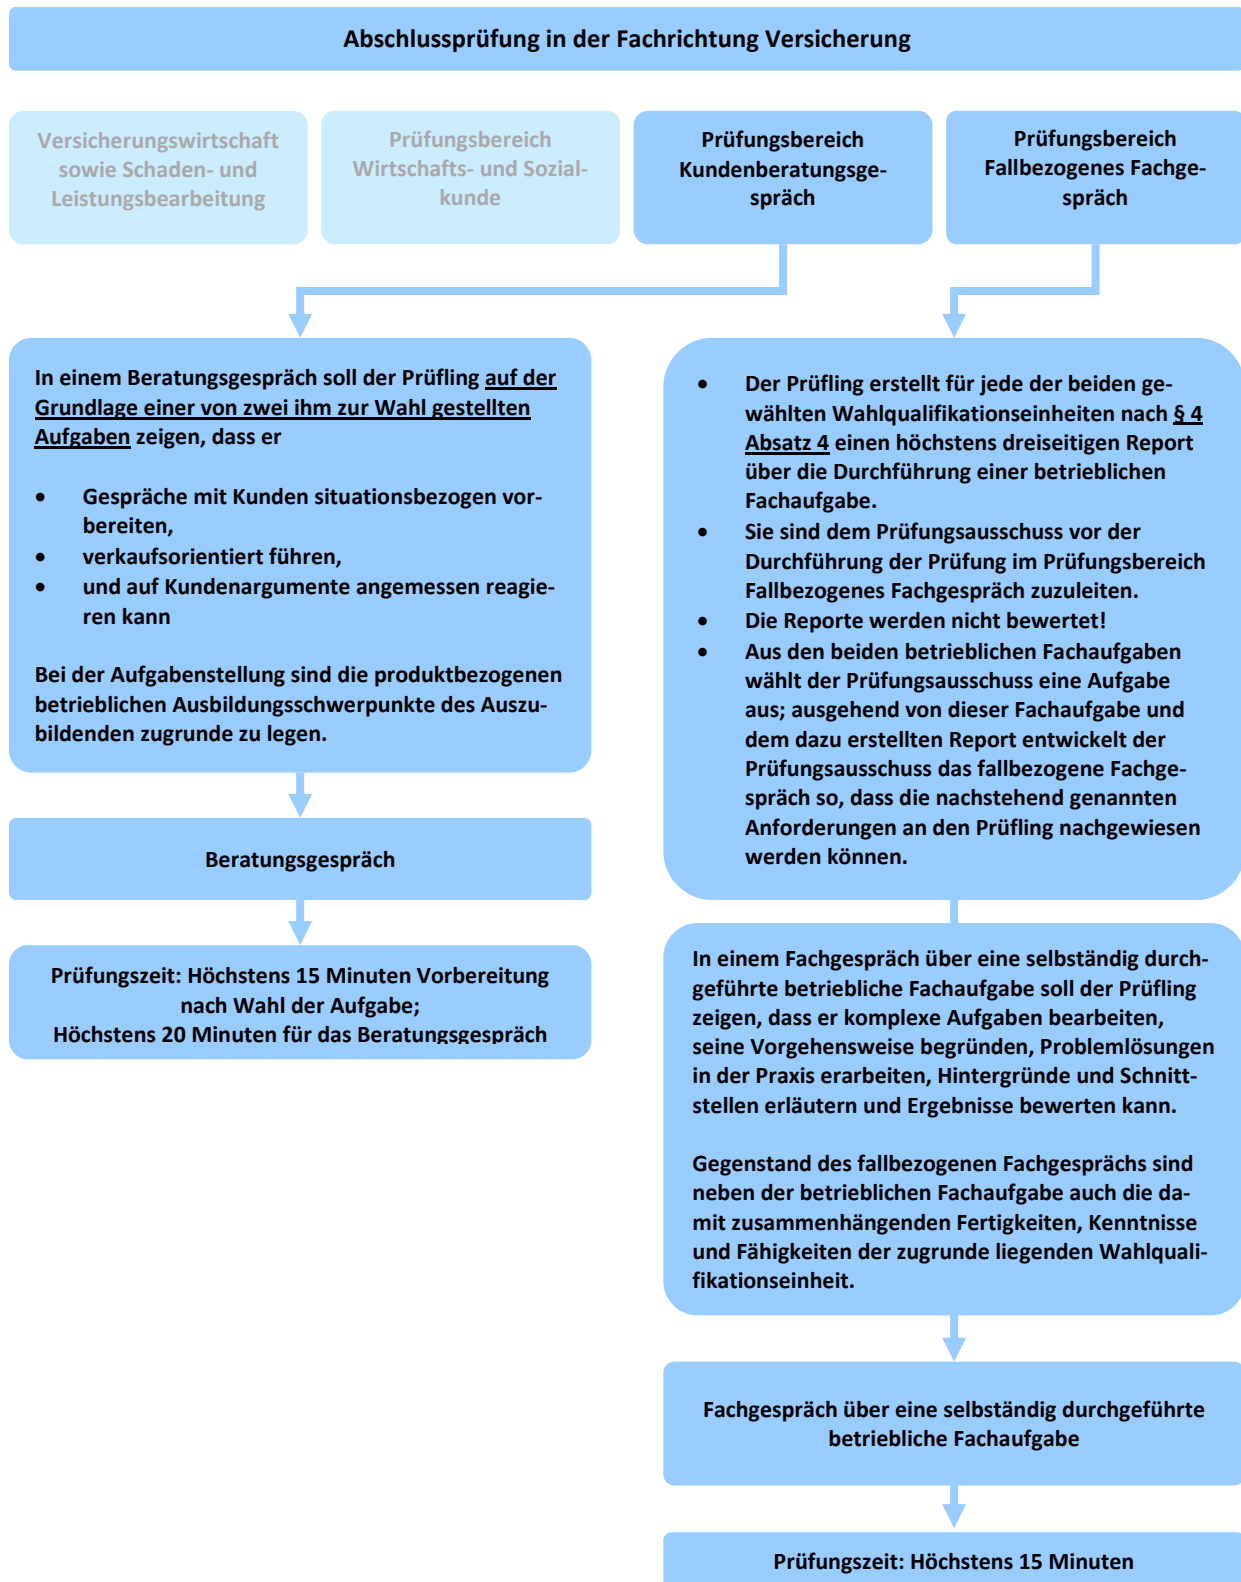 Abschlussprüfung in der Fachrichtung Versicherung
Versicherungswirtschaft
sowie Schaden- und
Leistungsbearbeitung
Prüfungsbereich
Wirtschafts- und Sozial-
kunde
Prüfungsbereich
Kundenberatungsge-
spräch
Prüfungsbereich
Fallbezogenes Fachge-
spräch
In einem Beratungsgespräch soll der Prüfling auf der
Grundlage einer von zwei ihm zur Wahl gestellten
Aufgaben zeigen, dass er
• Gespräche mit Kunden situationsbezogen vor-
bereiten,
• verkaufsorientiert führen,
• und auf Kundenargumente angemessen reagie-
ren kann
Bei der Aufgabenstellung sind die produktbezogenen
betrieblichen Ausbildungsschwerpunkte des Auszu-
bildenden zugrunde zu legen.
Beratungsgespräch
Prüfungszeit: Höchstens 15 Minuten Vorbereitung
nach Wahl der Aufgabe;
Höchstens 20 Minuten für das Beratungsgespräch
• Der Prüfling erstellt für jede der beiden ge-
wählten Wahlqualifikationseinheiten nach § 4
Absatz 4 einen höchstens dreiseitigen Report
über die Durchführung einer betrieblichen
Fachaufgabe.
• Sie sind dem Prüfungsausschuss vor der
Durchführung der Prüfung im Prüfungsbereich
Fallbezogenes Fachgespräch zuzuleiten.
• Die Reporte werden nicht bewertet!
• Aus den beiden betrieblichen Fachaufgaben
wählt der Prüfungsausschuss eine Aufgabe
aus; ausgehend von dieser Fachaufgabe und
dem dazu erstellten Report entwickelt der
Prüfungsausschuss das fallbezogene Fachge-
spräch so, dass die nachstehend genannten
Anforderungen an den Prüfling nachgewiesen
werden können.
In einem Fachgespräch über eine selbständig durch-
geführte betriebliche Fachaufgabe soll der Prüfling
zeigen, dass er komplexe Aufgaben bearbeiten,
seine Vorgehensweise begründen, Problemlösungen
in der Praxis erarbeiten, Hintergründe und Schnitt-
stellen erläutern und Ergebnisse bewerten kann.
Gegenstand des fallbezogenen Fachgesprächs sind
neben der betrieblichen Fachaufgabe auch die da-
mit zusammenhängenden Fertigkeiten, Kenntnisse
und Fähigkeiten der zugrunde liegenden Wahlquali-
fikationseinheit.
Fachgespräch über eine selbständig durchgeführte
betriebliche Fachaufgabe
Prüfungszeit: Höchstens 15 Minuten